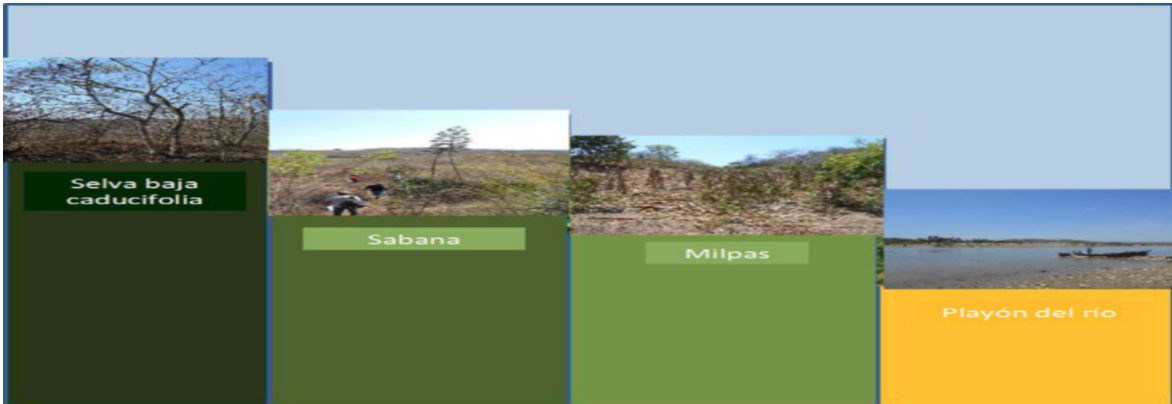 Selva baja
caducifolia
Sabana
Milpas
Playón del río